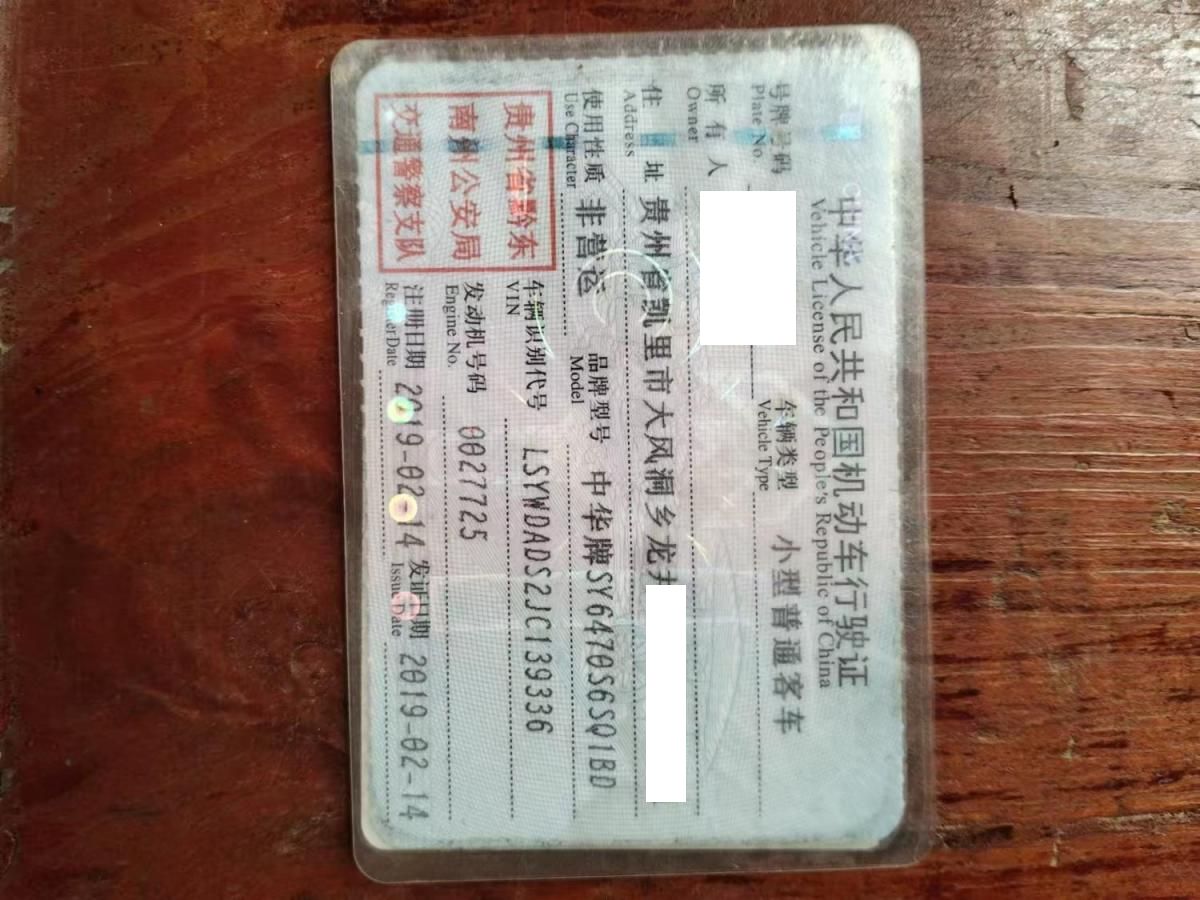 中华人民共和国机动车行驶证
Vehicle License of the People's Republic of China
号牌号码 车辆类型 小型普通客车
Plate No. Vehicle Type
所有人
Owner
住址 贵州省凯里市大风洞乡龙井
Address
使用性质 非营运 品牌型号 中华牌SY6470S6SQ1BD
Use Character Model
贵州省黔东
南州公安局
交通警察支队
车辆识别代号 LSYWDADS2JC139336
VIN
发动机号码 0027725
Engine No.
注册日期 2019-02-14 发证日期 2019-02-14
Register Date Issue Date